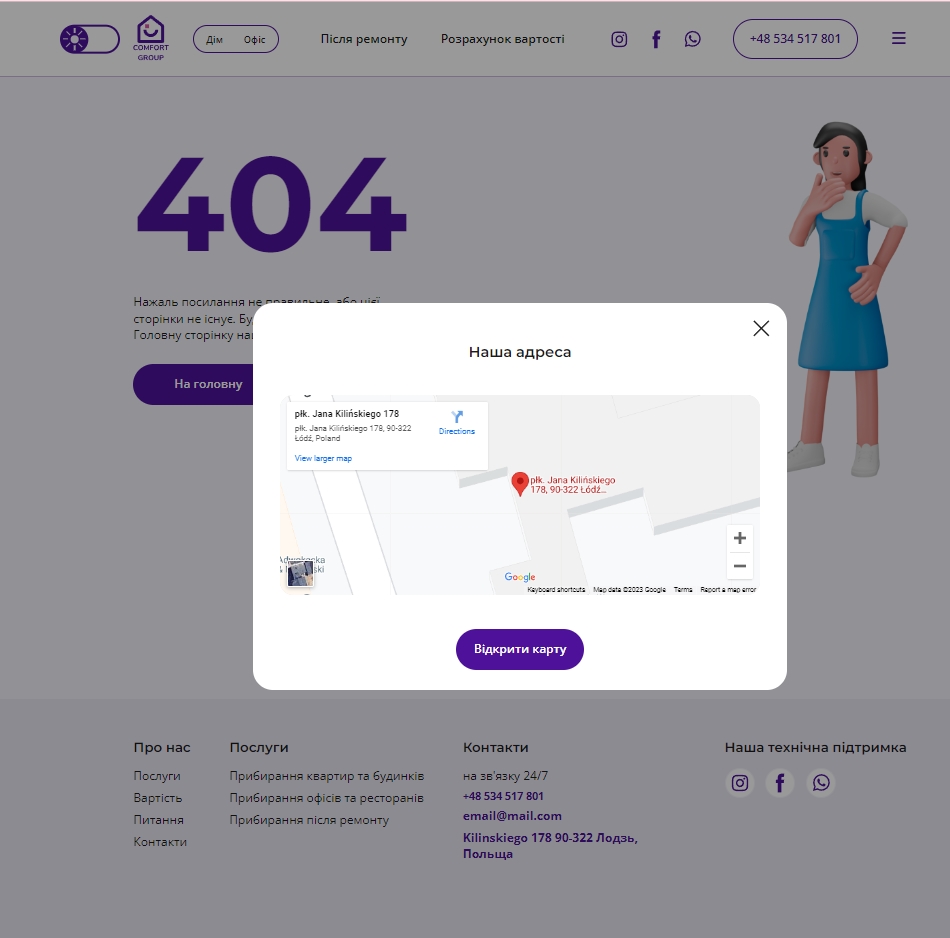 COMFORT
GROUP
Дім Офіс
Після ремонту
Розрахунок вартості
+48 534 517 801
404
Нажаль посилання не правильне, або цієї
сторінки не існує. Бу
Головну сторінку на
На головну
Наша адреса
płk. Jana Kilińskiego 178
płk. Jana Kilińskiego 178, 90-322
Łódź, Poland
Directions
View larger map
płk. Jana Kilińskiego
178, 90-322 Łódź...
Google
Keyboard shortcuts Map data ©2023 Google Terms Report a map error
Відкрити карту
Про нас
Послуги
Вартість
Питання
Контакти
Послуги
Прибирання квартир та будинків
Прибирання офісів та ресторанів
Прибирання після ремонту
Контакти
на зв'язку 24/7
+48 534 517 801
email@mail.com
Kilinskiego 178 90-322 Лодзь,
Польща
Наша технічна підтримка